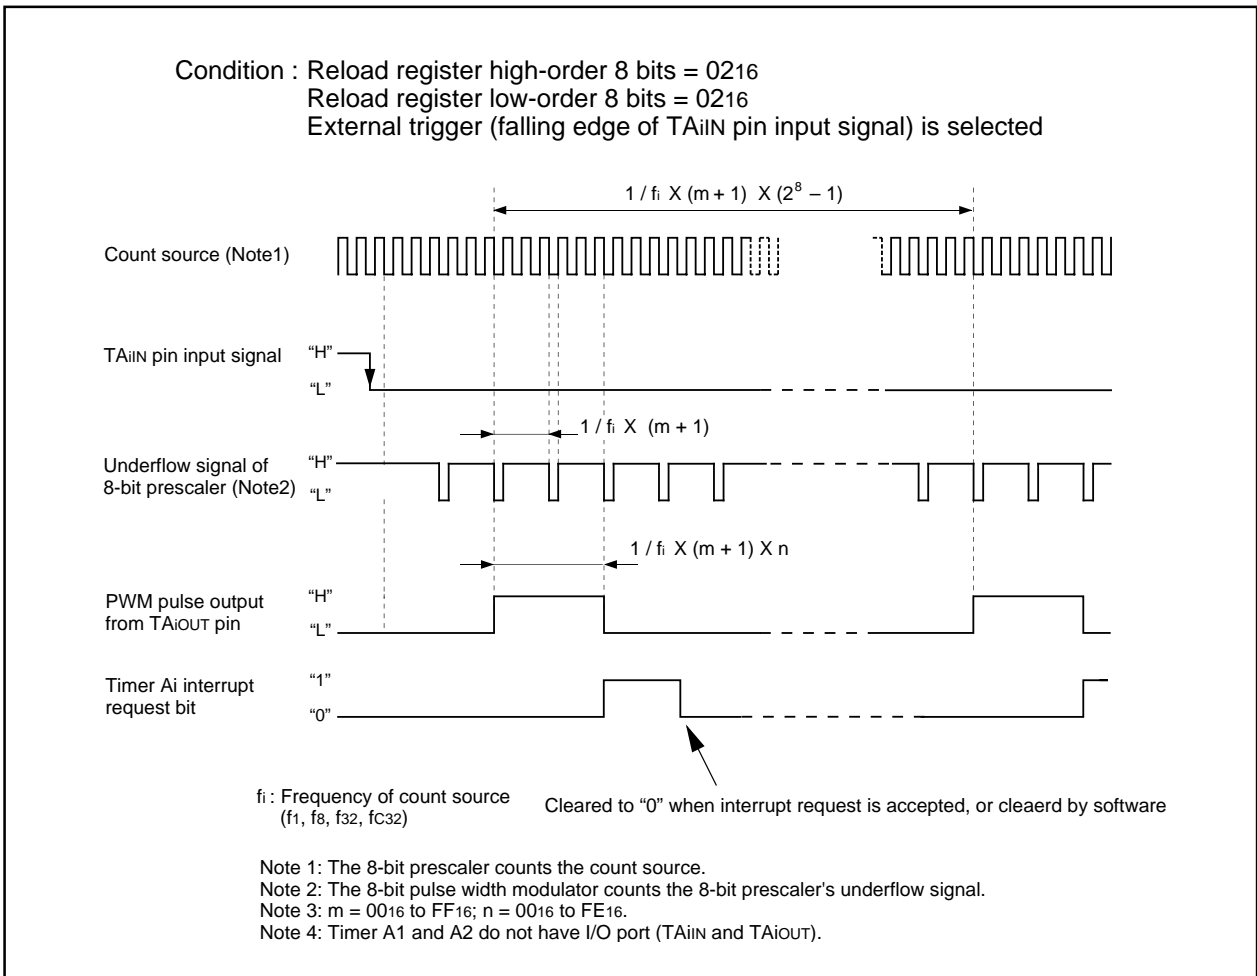 Condition : Reload register high-order 8 bits = 0216
Reload register low-order 8 bits = 0216
External trigger (falling edge of TAiIN pin input signal) is selected
1 / fi X (m + 1) X (2^8 – 1)
Count source (Note1)
TAiIN pin input signal
“H”
“L”
1 / fi X (m + 1)
Underflow signal of
8-bit prescaler (Note2)
“H”
“L”
1 / fi X (m + 1) X n
PWM pulse output
from TAiOUT pin
“H”
“L”
Timer Ai interrupt
request bit
“1”
“0”
fi : Frequency of count source
(f1, f8, f32, fC32)
Cleared to “0” when interrupt request is accepted, or cleaerd by software
Note 1: The 8-bit prescaler counts the count source.
Note 2: The 8-bit pulse width modulator counts the 8-bit prescaler's underflow signal.
Note 3: m = 0016 to FF16; n = 0016 to FE16.
Note 4: Timer A1 and A2 do not have I/O port (TAiIN and TAiOUT).